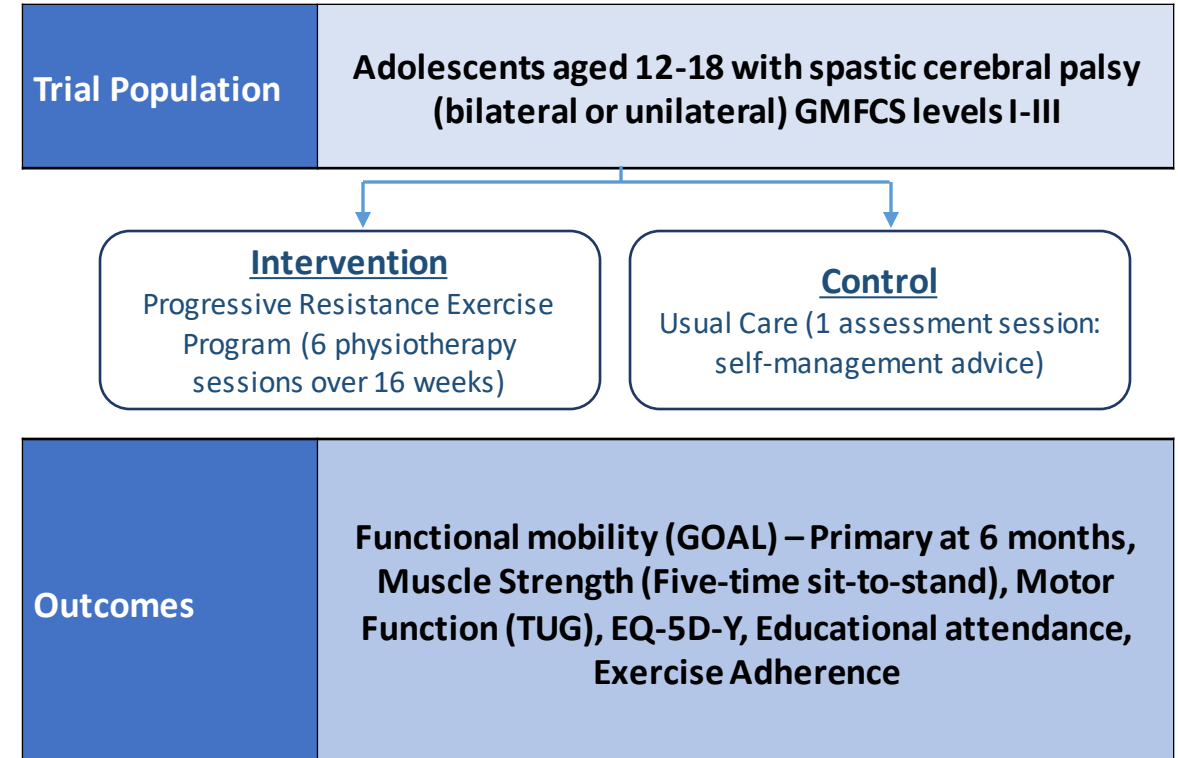 Trial Population
Adolescents aged 12-18 with spastic cerebral palsy
(bilateral or unilateral) GMFCS levels I-III
Intervention
Progressive Resistance Exercise
Program (6 physiotherapy
sessions over 16 weeks)
Control
Usual Care (1 assessment session:
self-management advice)
Outcomes
Functional mobility (GOAL) – Primary at 6 months,
Muscle Strength (Five-time sit-to-stand), Motor
Function (TUG), EQ-5D-Y, Educational attendance,
Exercise Adherence